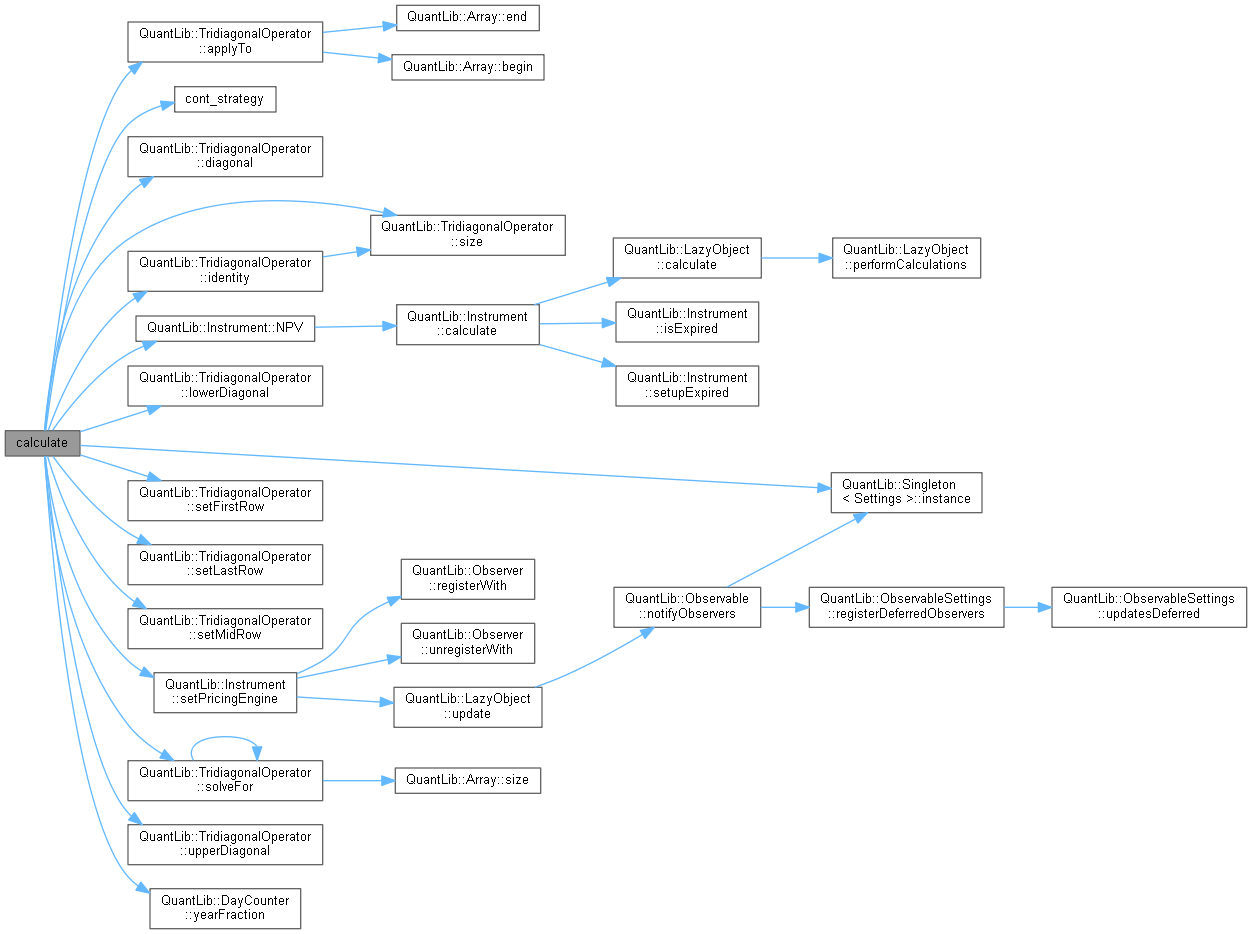 QuantLib::Array::end
QuantLib::TridiagonalOperator
::applyTo
QuantLib::Array::begin
cont_strategy
QuantLib::TridiagonalOperator
::diagonal
QuantLib::TridiagonalOperator
::size
QuantLib::TridiagonalOperator
::identity
QuantLib::LazyObject
::calculate
QuantLib::LazyObject
::performCalculations
QuantLib::Instrument::NPV
QuantLib::Instrument
::calculate
QuantLib::Instrument
::isExpired
QuantLib::TridiagonalOperator
::lowerDiagonal
QuantLib::Instrument
::setupExpired
calculate
QuantLib::TridiagonalOperator
::setFirstRow
QuantLib::Singleton
< Settings >::instance
QuantLib::TridiagonalOperator
::setLastRow
QuantLib::Observer
::registerWith
QuantLib::TridiagonalOperator
::setMidRow
QuantLib::Observable
::notifyObservers
QuantLib::ObservableSettings
::registerDeferredObservers
QuantLib::ObservableSettings
::updatesDeferred
QuantLib::Observer
::unregisterWith
QuantLib::Instrument
::setPricingEngine
QuantLib::LazyObject
::update
QuantLib::TridiagonalOperator
::solveFor
QuantLib::Array::size
QuantLib::TridiagonalOperator
::upperDiagonal
QuantLib::DayCounter
::yearFraction